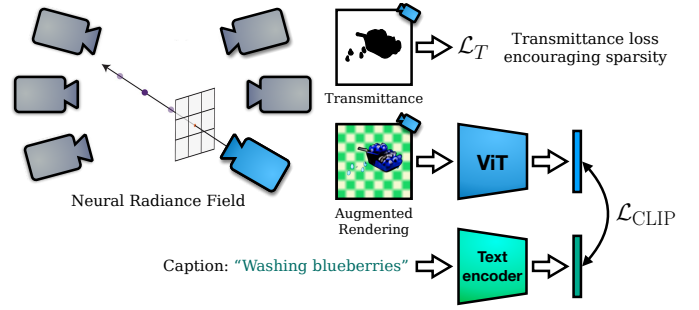 ℒ_T
Transmittance loss
encouraging sparsity
Transmittance
ViT
Neural Radiance Field
Augmented
Rendering
ℒ_CLIP
Caption: “Washing blueberries”
Text
encoder